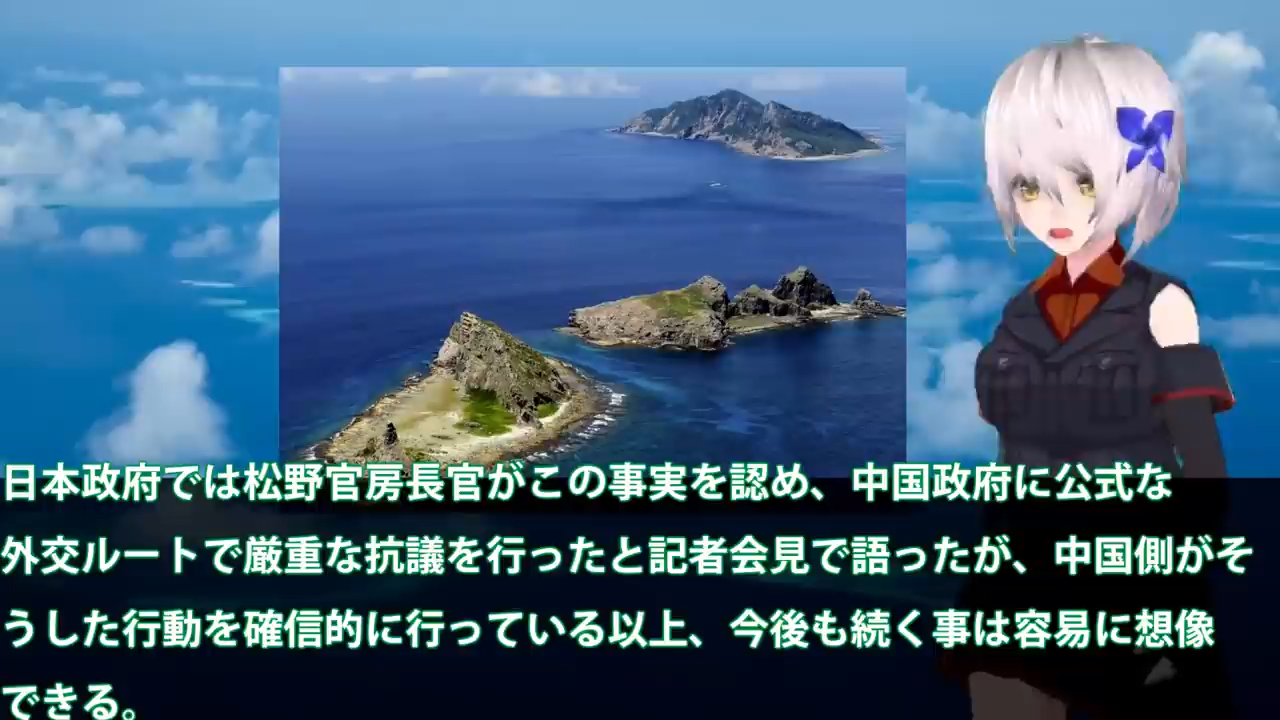 日本政府では松野官房長官がこの事実を認め、中国政府に公式な
外交ルートで厳重な抗議を行ったと記者会見で語ったが、中国側がそ
うした行動を確信的に行っている以上、今後も続く事は容易に想像
できる。